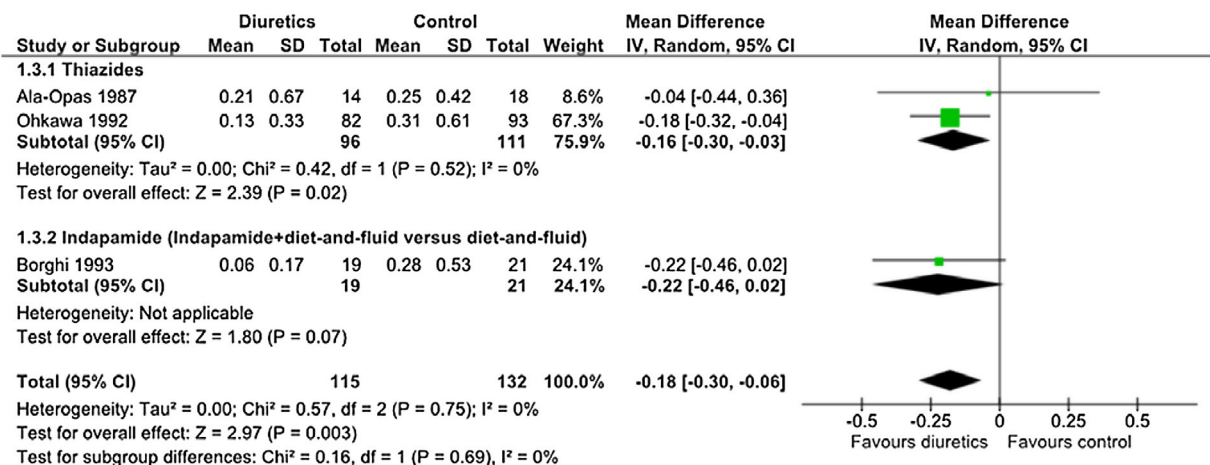 Diuretics Control Mean Difference Mean Difference
Study or Subgroup Mean SD Total Mean SD Total Weight IV, Random, 95% CI IV, Random, 95% CI
1.3.1 Thiazides
Ala-Opas 1987 0.21 0.67 14 0.25 0.42 18 8.6% -0.04 [-0.44, 0.36]
Ohkawa 1992 0.13 0.33 82 0.31 0.61 93 67.3% -0.18 [-0.32, -0.04]
Subtotal (95% CI) 96 111 75.9% -0.16 [-0.30, -0.03]
Heterogeneity: Tau² = 0.00; Chi² = 0.42, df = 1 (P = 0.52); I² = 0%
Test for overall effect: Z = 2.39 (P = 0.02)
1.3.2 Indapamide (Indapamide+diet-and-fluid versus diet-and-fluid)
Borghi 1993 0.06 0.17 19 0.28 0.53 21 24.1% -0.22 [-0.46, 0.02]
Subtotal (95% CI) 19 21 24.1% -0.22 [-0.46, 0.02]
Heterogeneity: Not applicable
Test for overall effect: Z = 1.80 (P = 0.07)
Total (95% CI) 115 132 100.0% -0.18 [-0.30, -0.06]
Heterogeneity: Tau² = 0.00; Chi² = 0.57, df = 2 (P = 0.75); I² = 0%
Test for overall effect: Z = 2.97 (P = 0.003)
Test for subgroup differences: Chi² = 0.16, df = 1 (P = 0.69), I² = 0%
-0.5 -0.25 0 0.25 0.5
Favours diuretics Favours control